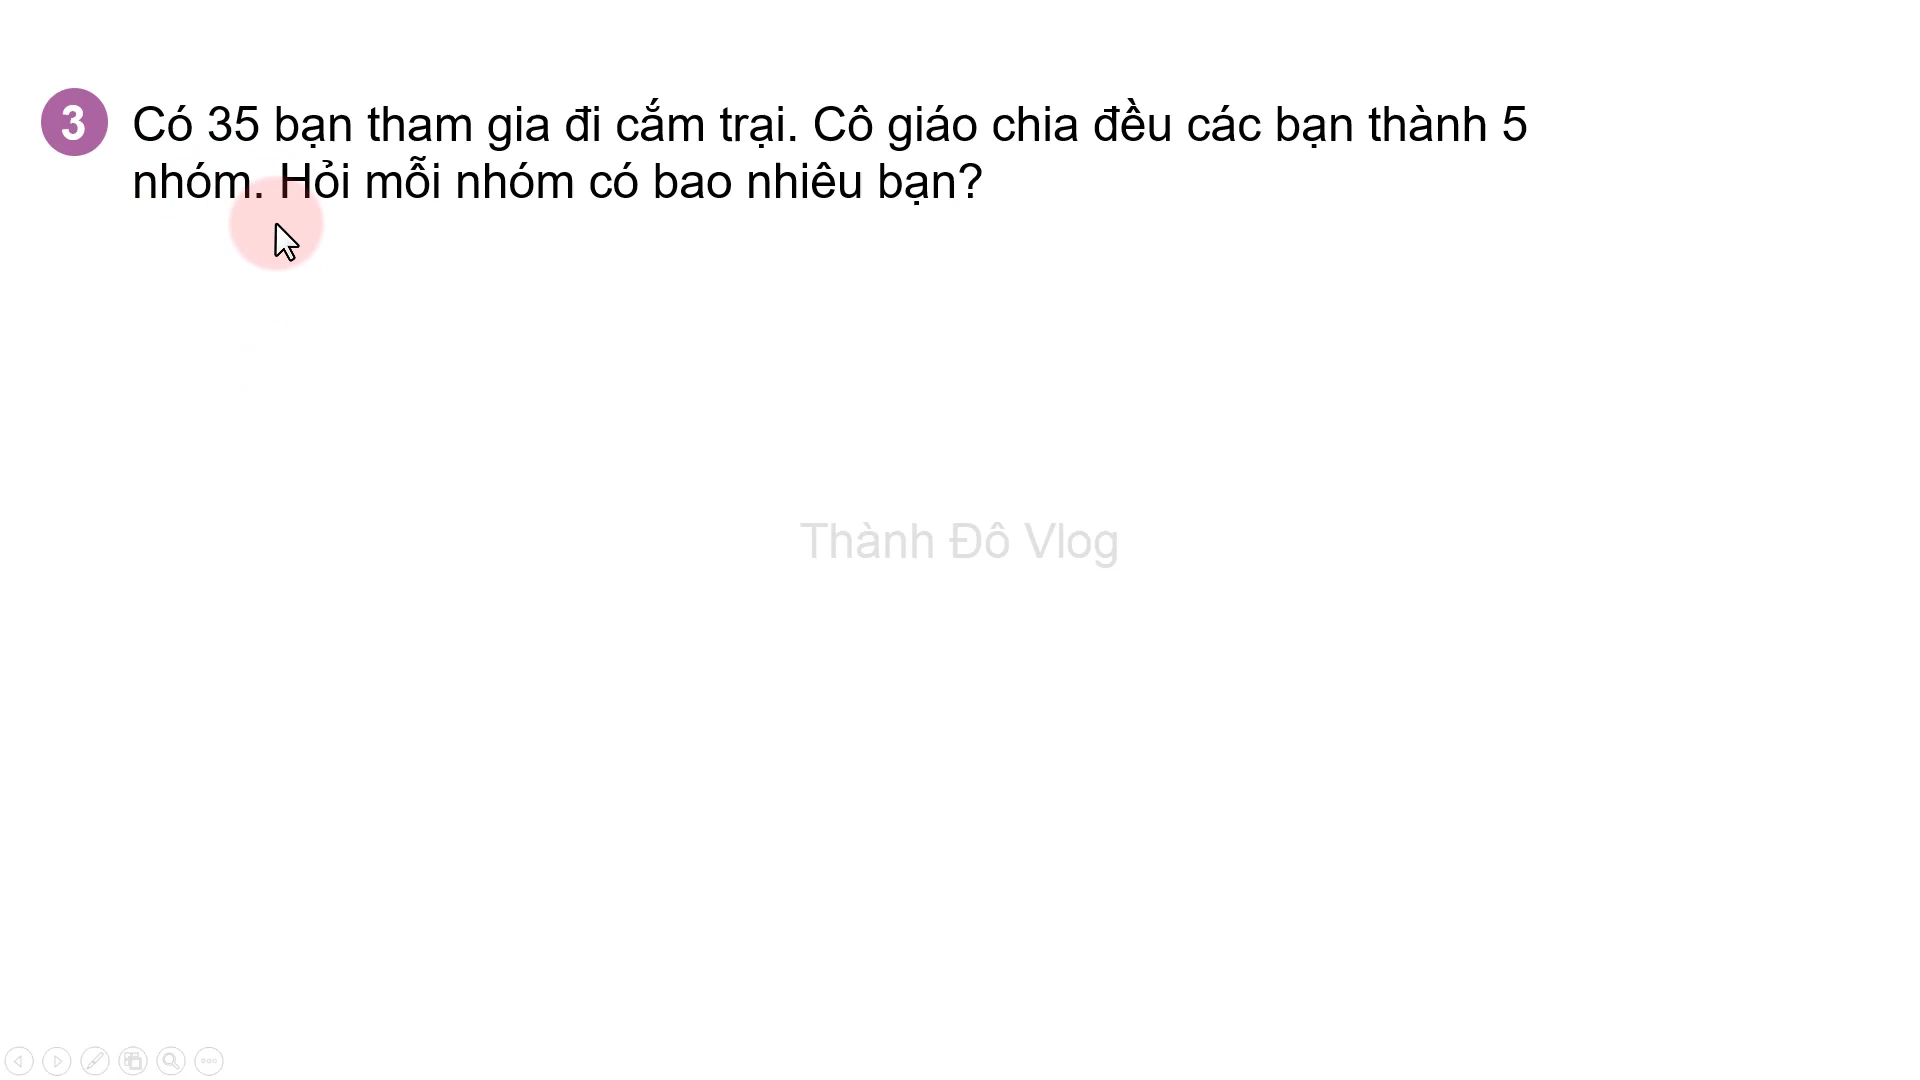 3 Có 35 bạn tham gia đi cắm trại. Cô giáo chia đều các bạn thành 5
nhóm. Hỏi mỗi nhóm có bao nhiêu bạn?
Thành Đô Vlog